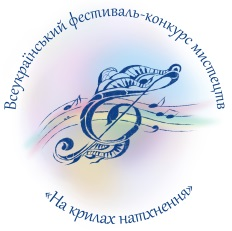 Всеукраїнський фестиваль-конкурс мистецтв
«На крилах натхнення»